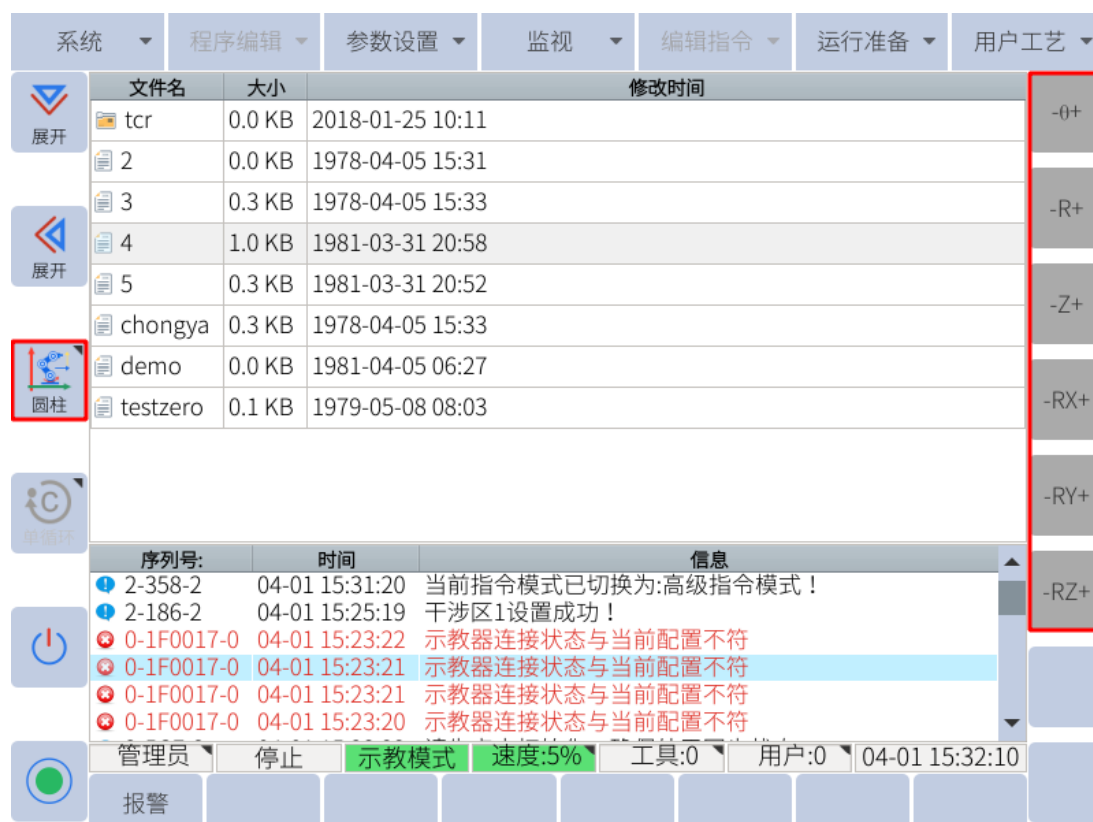 系统 程序编辑 参数设置 监视 编辑指令 运行准备 用户工艺
展开
展开
圆柱
单循环
文件名 大小 修改时间
tcr 0.0 KB 2018-01-25 10:11
2 0.0 KB 1978-04-05 15:31
3 0.3 KB 1978-04-05 15:33
4 1.0 KB 1981-03-31 20:58
5 0.3 KB 1981-03-31 20:52
chongya 0.3 KB 1978-04-05 15:33
demo 0.0 KB 1981-04-05 06:27
testzero 0.1 KB 1979-05-08 08:03
-θ+
-R+
-Z+
-RX+
-RY+
-RZ+
序列号: 时间 信息
2-358-2 04-01 15:31:20 当前指令模式已切换为:高级指令模式！
2-186-2 04-01 15:25:19 干涉区1设置成功！
0-1F0017-0 04-01 15:23:22 示教器连接状态与当前配置不符
0-1F0017-0 04-01 15:23:21 示教器连接状态与当前配置不符
0-1F0017-0 04-01 15:23:21 示教器连接状态与当前配置不符
0-1F0017-0 04-01 15:23:20 示教器连接状态与当前配置不符
管理员 停止 示教模式 速度:5% 工具:0 用户:0 04-01 15:32:10
报警